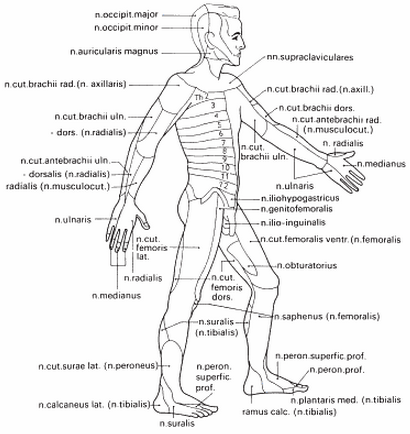 n.occipit.major
n.occipit.minor
n.auricularis magnus
nn.supraclaviculares
n.cut.brachii rad. (n. axillaris)
n.cut.brachii rad.(n.axill.)
n.cut.brachii dors.
n.cut.antebrachii rad.
(n.musculocut.)
n. radialis
n.medianus
n.cut.brachii uln.
- dors. (n.radialis)
n.cut.antebrachii uln.
- dorsalis (n.radialis)
radialis (n.musculocut.)
Th 2
3
4
5
6
7
8
9
10
11
12
n.cut.
brachii uln.
n.ulnaris
n.iliohypogastricus
n.genitofemoralis
n.ilio-inguinalis
n.ulnaris
n.cut.
femoris
lat.
n.radialis
n.medianus
n.cut.femoralis ventr. (n.femoralis
n.obturatorius
n.cut.
femoris
dors.
n.suralis
(n.tibialis)
n.saphenus (n.femoralis)
n.cut.surae lat. (n.peroneus)
n.peron.
superfic.
prof.
n.peron.superfic.prof.
n.peron.prof.
n.plantaris med. (n.tibialis
ramus calc. (n.tibialis)
n.calcaneus lat. (n.tibialis)
n.suralis